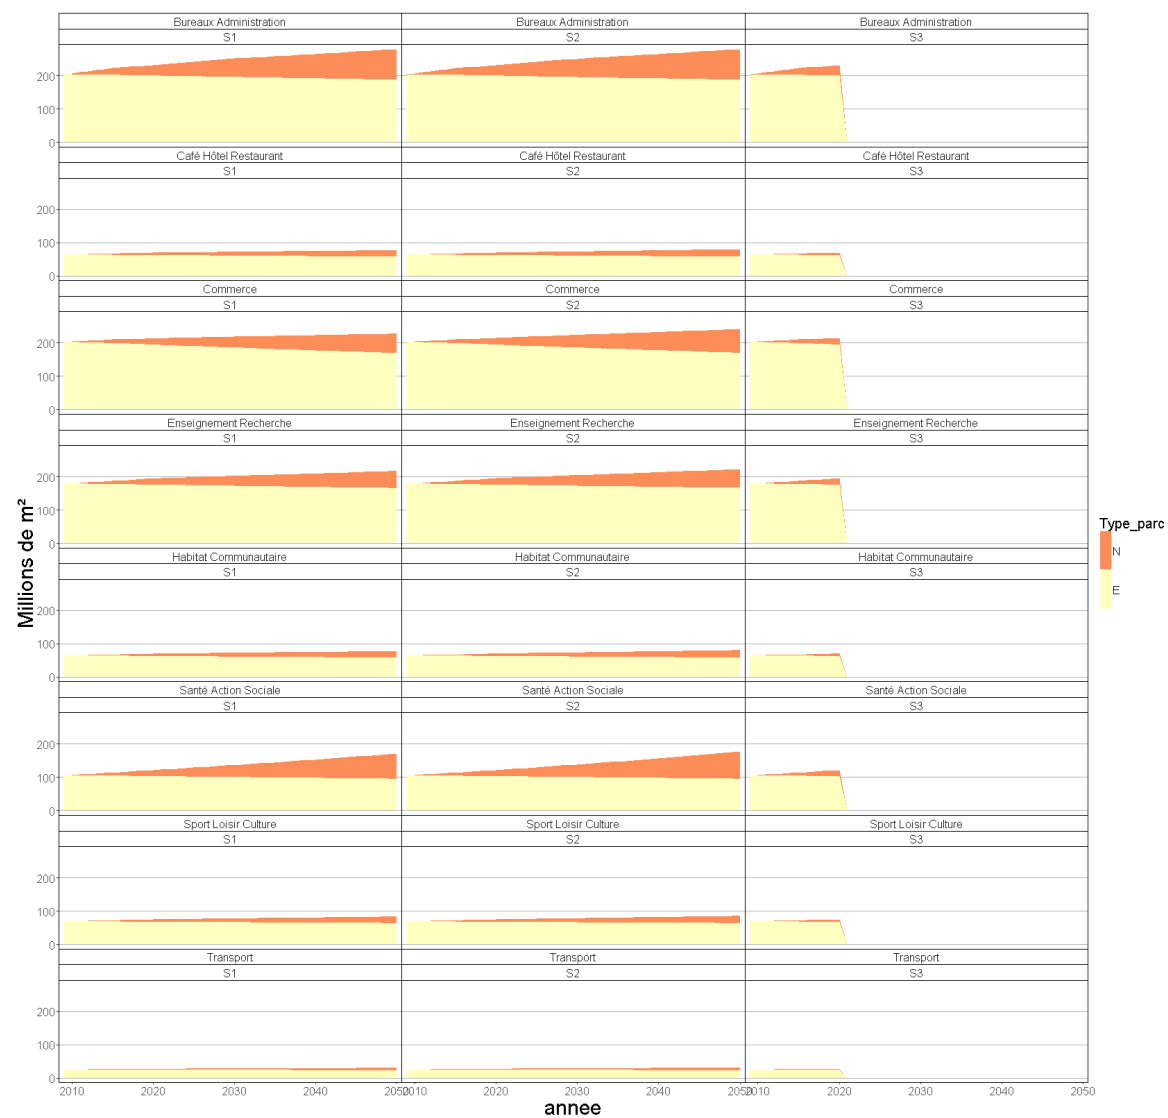 Bureaux Administration Bureaux Administration Bureaux Administration
S1 S2 S3
200
100
0
Café Hôtel Restaurant Café Hôtel Restaurant Café Hôtel Restaurant
S1 S2 S3
200
100
0
Commerce Commerce Commerce
S1 S2 S3
200
100
0
Enseignement Recherche Enseignement Recherche Enseignement Recherche
S1 S2 S3
200
100
0
Habitat Communautaire Habitat Communautaire Habitat Communautaire
S1 S2 S3
200
100
0
Santé Action Sociale Santé Action Sociale Santé Action Sociale
S1 S2 S3
200
100
0
Sport Loisir Culture Sport Loisir Culture Sport Loisir Culture
S1 S2 S3
200
100
0
Transport Transport Transport
S1 S2 S3
200
100
0
2010 2020 2030 2040 2050 2010 2020 2030 2040 2050 2010 2020 2030 2040 2050
annee
Millions de m²
Type_parc
N
E